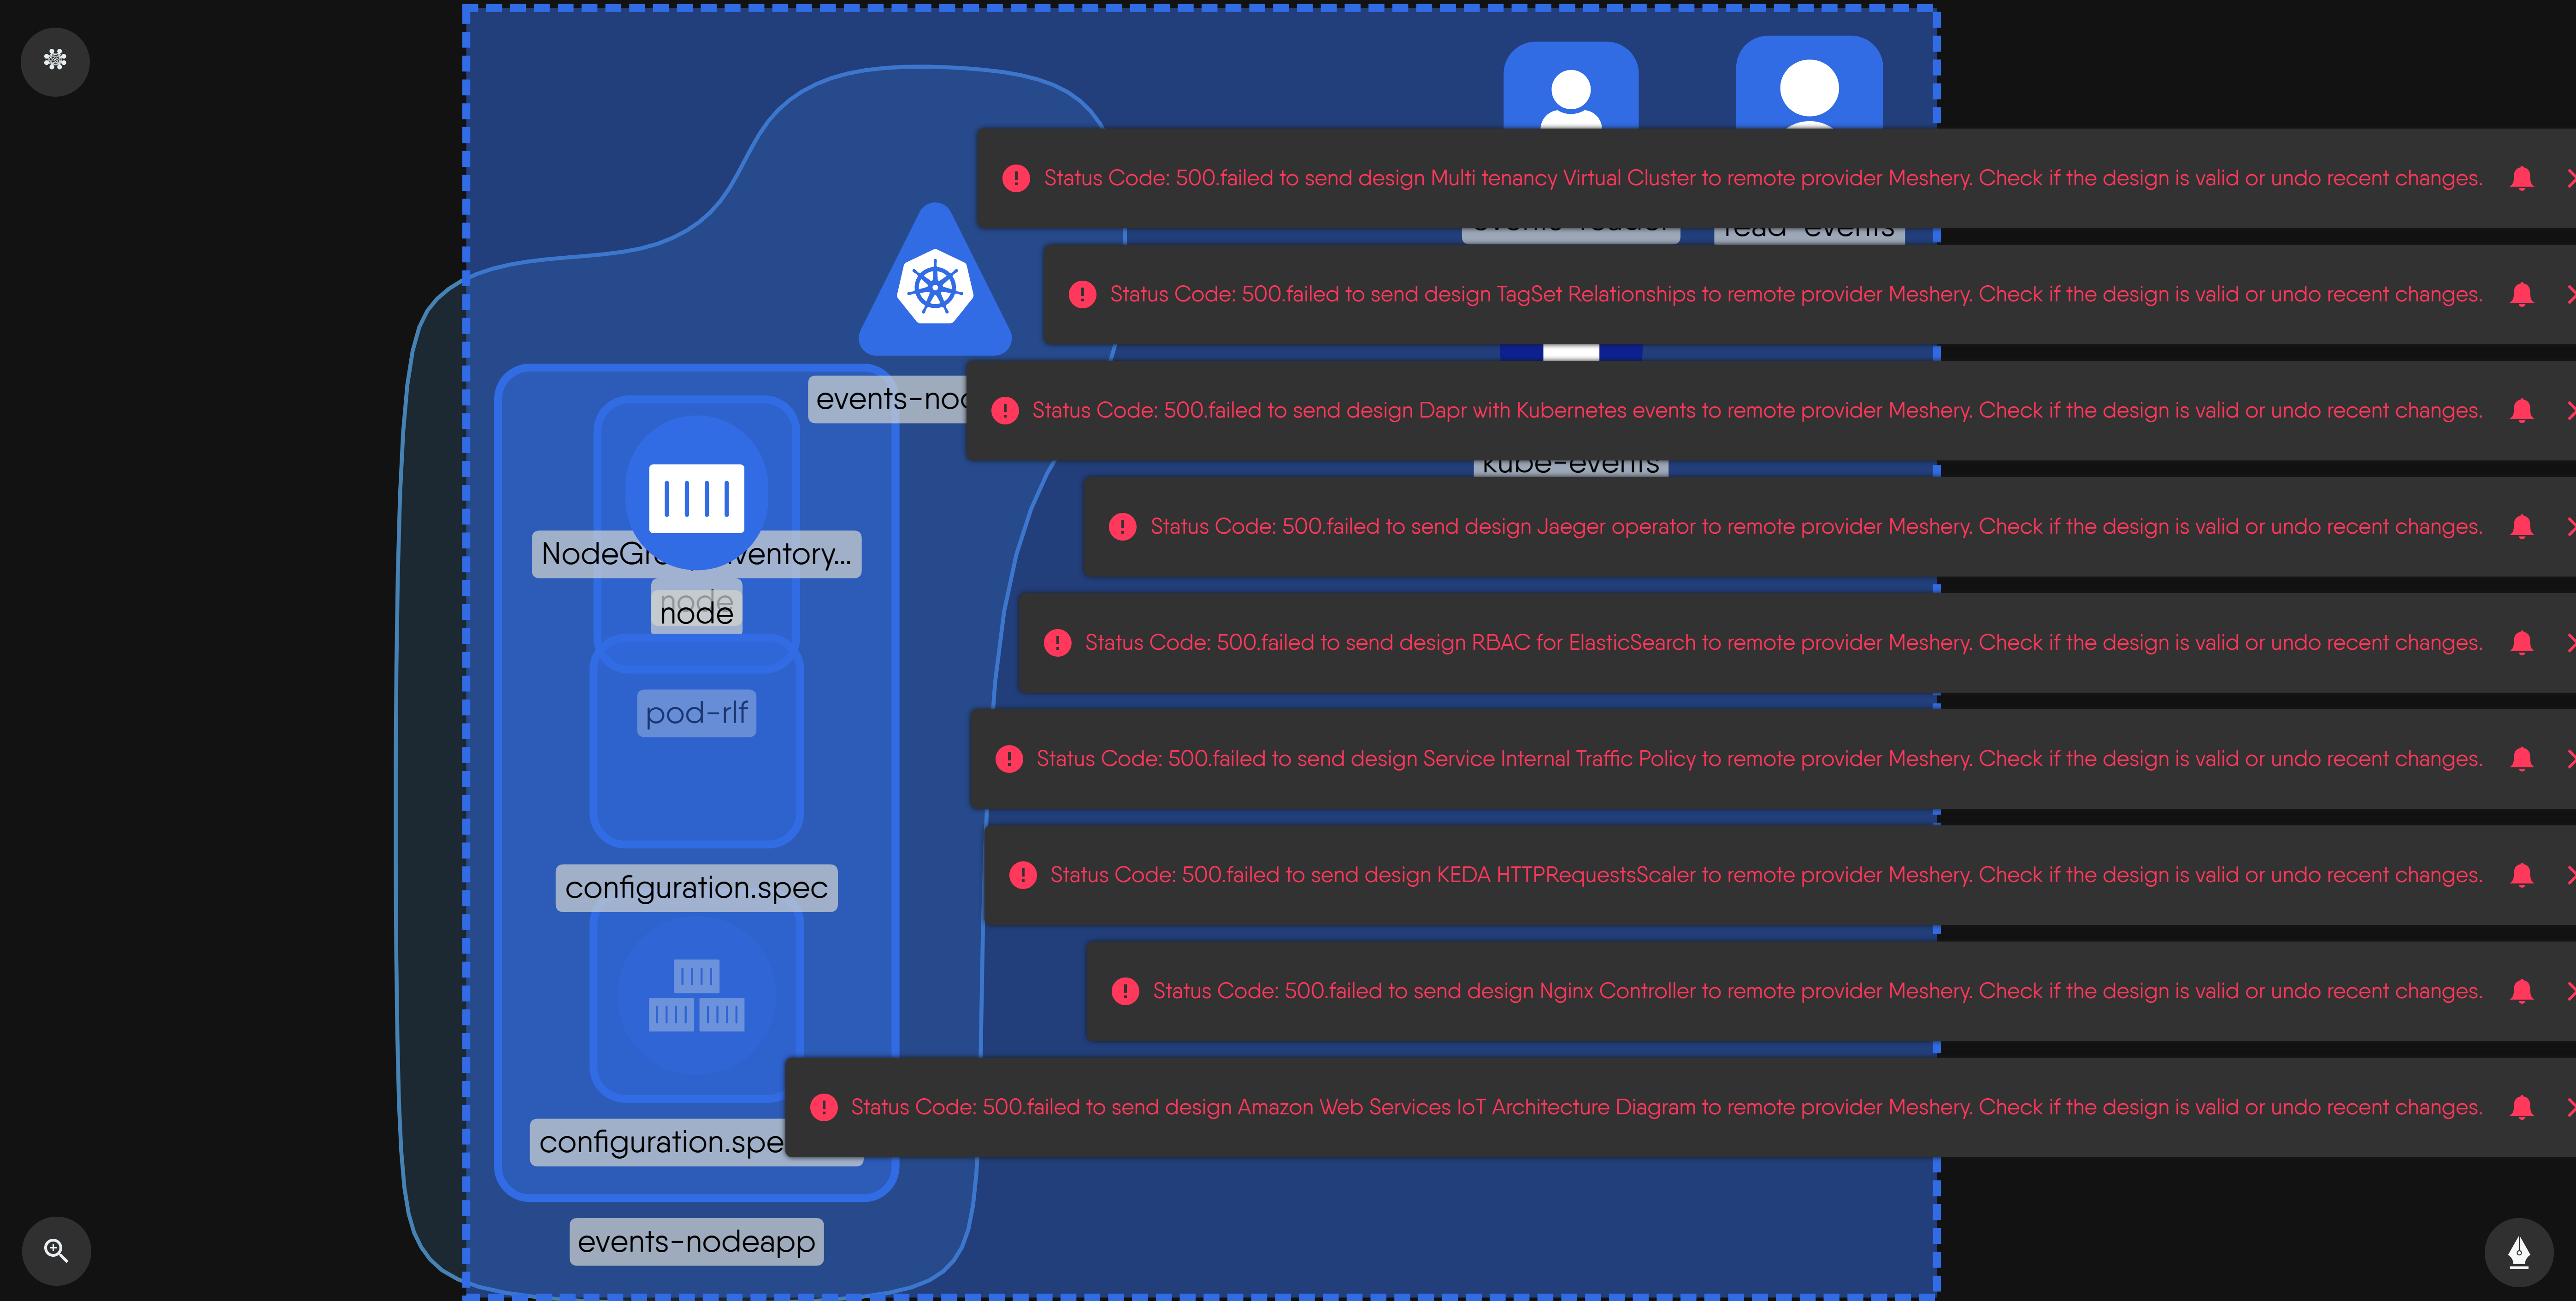 Status Code: 500.failed to send design Multi tenancy Virtual Cluster to remote provider Meshery. Check if the design is valid or undo recent changes.
read-events
Status Code: 500.failed to send design TagSet Relationships to remote provider Meshery. Check if the design is valid or undo recent changes.
events-nod
Status Code: 500.failed to send design Dapr with Kubernetes events to remote provider Meshery. Check if the design is valid or undo recent changes.
kube-events
Status Code: 500.failed to send design Jaeger operator to remote provider Meshery. Check if the design is valid or undo recent changes.
node
node
Status Code: 500.failed to send design RBAC for ElasticSearch to remote provider Meshery. Check if the design is valid or undo recent changes.
pod-rlf
Status Code: 500.failed to send design Service Internal Traffic Policy to remote provider Meshery. Check if the design is valid or undo recent changes.
configuration.spec
Status Code: 500.failed to send design KEDA HTTPRequestsScaler to remote provider Meshery. Check if the design is valid or undo recent changes.
Status Code: 500.failed to send design Nginx Controller to remote provider Meshery. Check if the design is valid or undo recent changes.
Status Code: 500.failed to send design Amazon Web Services IoT Architecture Diagram to remote provider Meshery. Check if the design is valid or undo recent changes.
configuration.spe
events-nodeapp